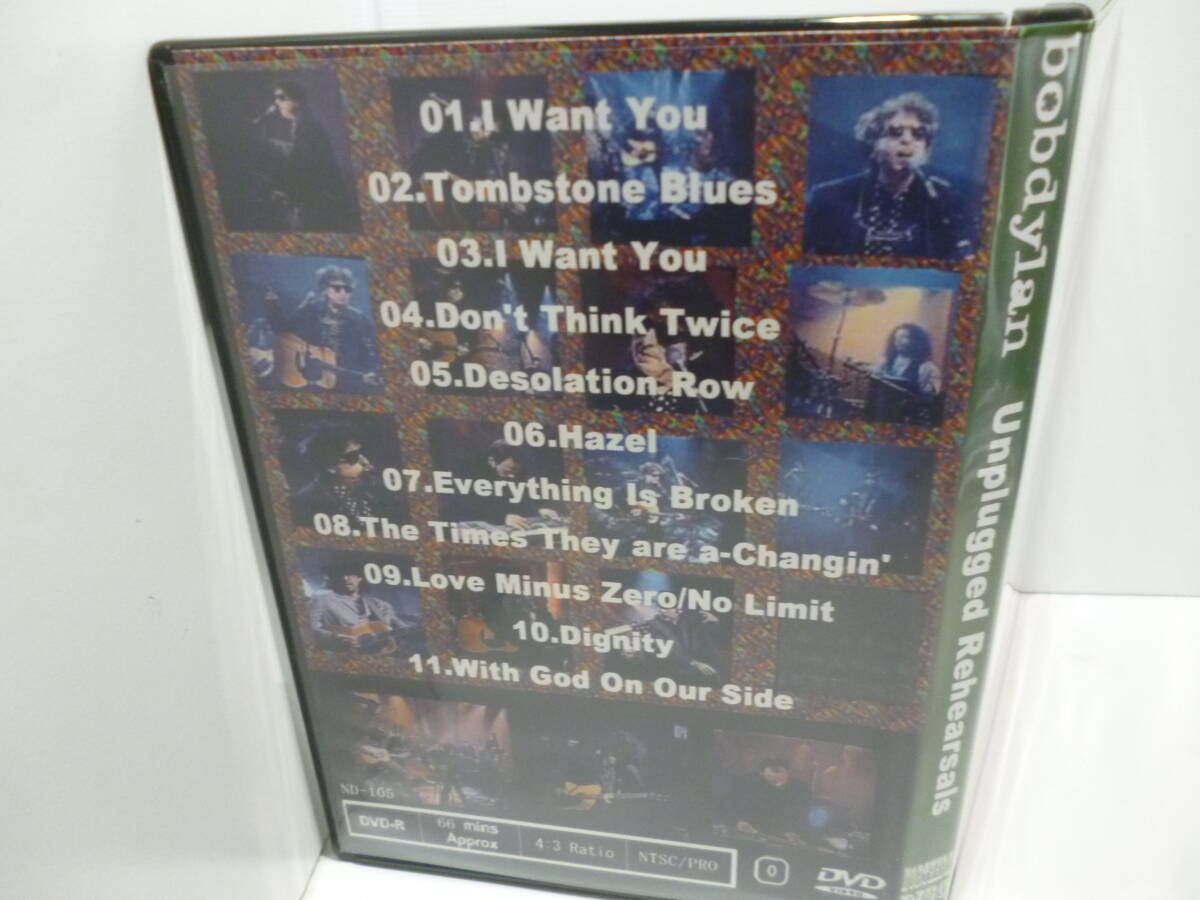 01.I Want You
02.Tombstone Blues
03.I Want You
04.Don't Think Twice
05.Desolation Row
06.Hazel
07.Everything Is Broken
08.The Times They are a-Changin'
09.Love Minus Zero/No Limit
10.Dignity
11.With God On Our Side
ND-165
DVD-R
66 mins
Approx
4:3 Ratio
NTSC/PRO
0
DVD
VIDEO
bobdylan Unplugged Rehearsals